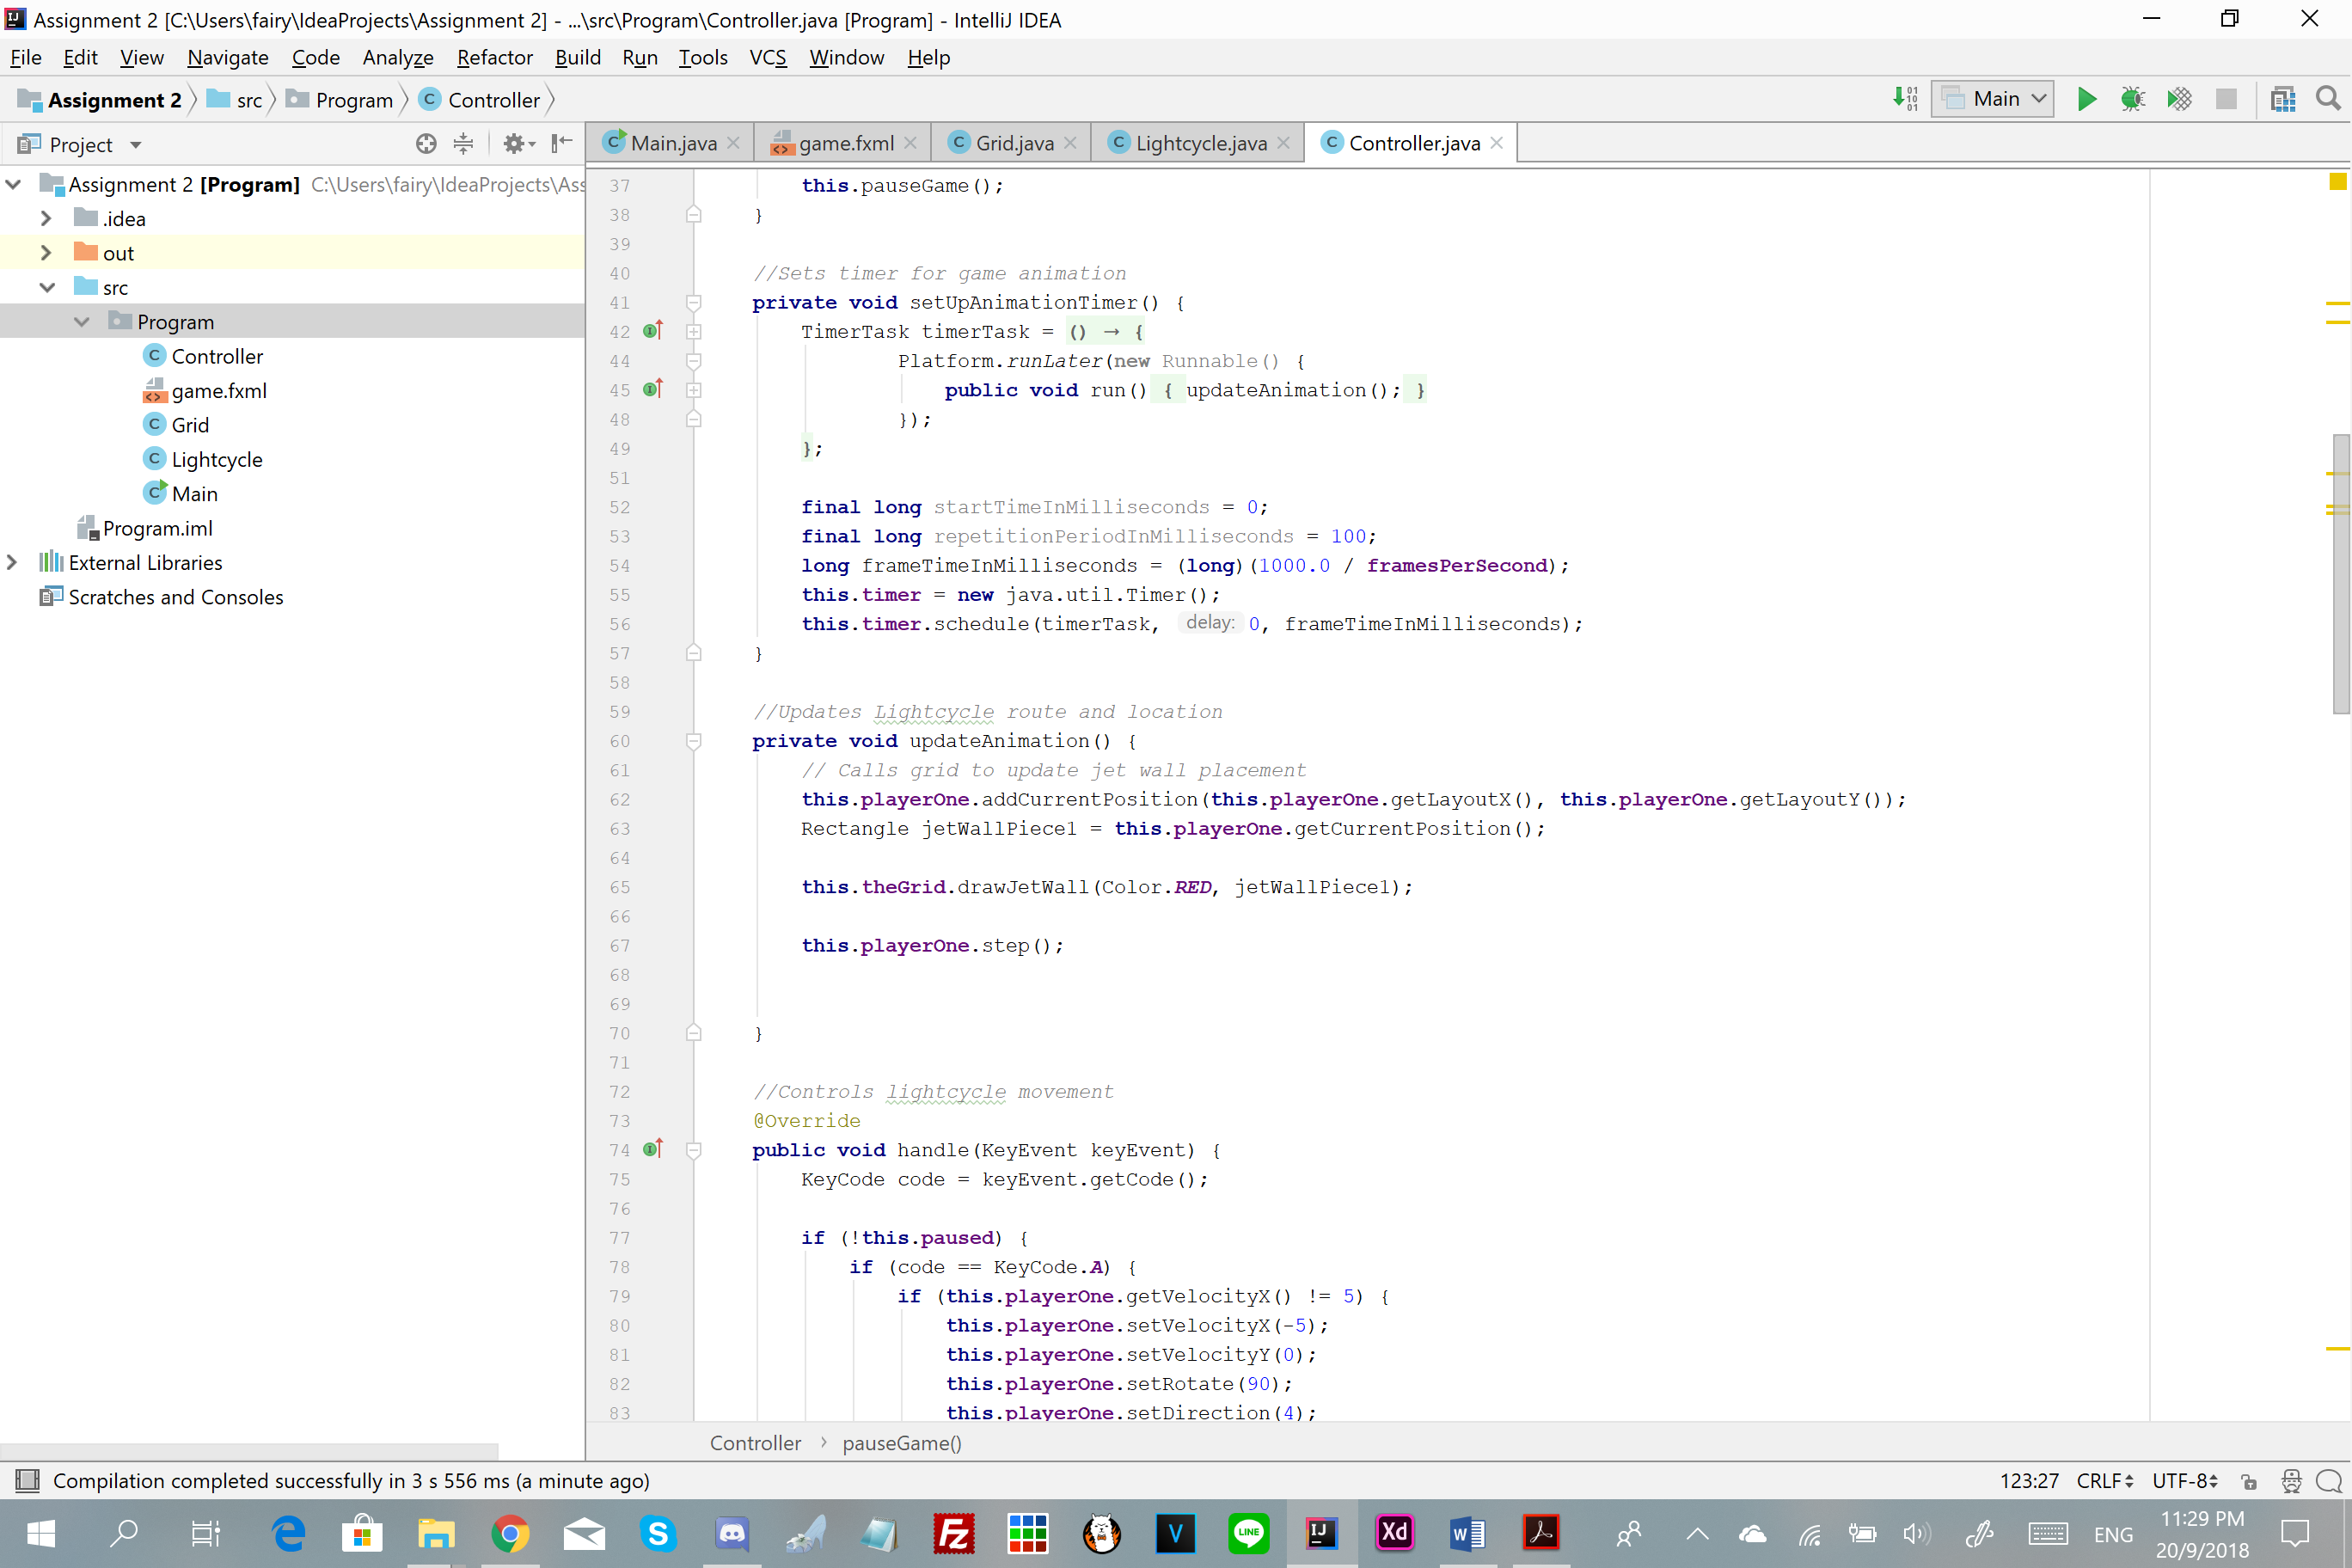 Assignment 2 [C:\Users\fairy\IdeaProjects\Assignment 2] - ...\src\Program\Controller.java [Program] - IntelliJ IDEA
File Edit View Navigate Code Analyze Refactor Build Run Tools VCS Window Help
Assignment 2 src Program Controller Main
Project
Main.java game.fxml Grid.java Lightcycle.java Controller.java
Assignment 2 [Program] C:\Users\fairy\IdeaProjects\Ass
.idea
out
src
Program
Controller
game.fxml
Grid
Lightcycle
Main
Program.iml
External Libraries
Scratches and Consoles
37 this.pauseGame();
38 }
39
40 //Sets timer for game animation
41 private void setUpAnimationTimer() {
42 TimerTask timerTask = () → {
44 Platform.runLater(new Runnable() {
45 public void run() { updateAnimation(); }
48 });
49 };
51
52 final long startTimeInMilliseconds = 0;
53 final long repetitionPeriodInMilliseconds = 100;
54 long frameTimeInMilliseconds = (long)(1000.0 / framesPerSecond);
55 this.timer = new java.util.Timer();
56 this.timer.schedule(timerTask, delay: 0, frameTimeInMilliseconds);
57 }
58
59 //Updates Lightcycle route and location
60 private void updateAnimation() {
61 // Calls grid to update jet wall placement
62 this.playerOne.addCurrentPosition(this.playerOne.getLayoutX(), this.playerOne.getLayoutY());
63 Rectangle jetWallPiece1 = this.playerOne.getCurrentPosition();
64
65 this.theGrid.drawJetWall(Color.RED, jetWallPiece1);
66
67 this.playerOne.step();
68
69
70 }
71
72 //Controls lightcycle movement
73 @Override
74 public void handle(KeyEvent keyEvent) {
75 KeyCode code = keyEvent.getCode();
76
77 if (!this.paused) {
78 if (code == KeyCode.A) {
79 if (this.playerOne.getVelocityX() != 5) {
80 this.playerOne.setVelocityX(-5);
81 this.playerOne.setVelocityY(0);
82 this.playerOne.setRotate(90);
83 this.playerOne.setDirection(4);
Controller pauseGame()
Compilation completed successfully in 3 s 556 ms (a minute ago) 123:27 CRLF UTF-8
ENG 11:29 PM
20/9/2018